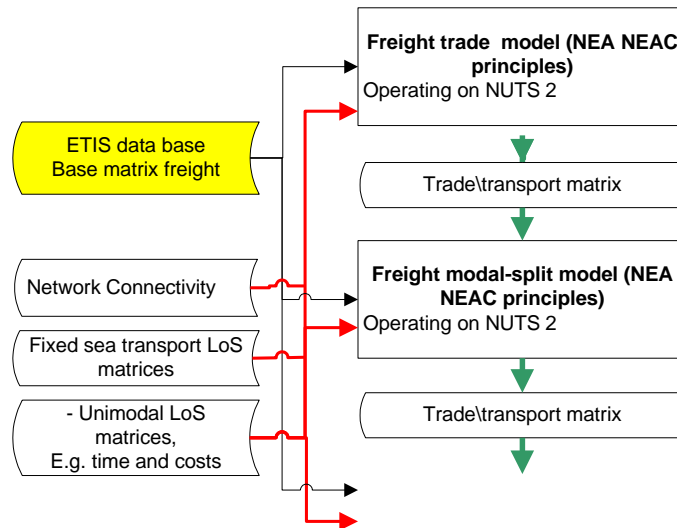 Freight trade model (NEA NEAC
principles)
Operating on NUTS 2
ETIS data base
Base matrix freight
Trade\transport matrix
Network Connectivity
Freight modal-split model (NEA
NEAC principles)
Operating on NUTS 2
Fixed sea transport LoS
matrices
- Unimodal LoS
matrices,
E.g. time and costs
Trade\transport matrix